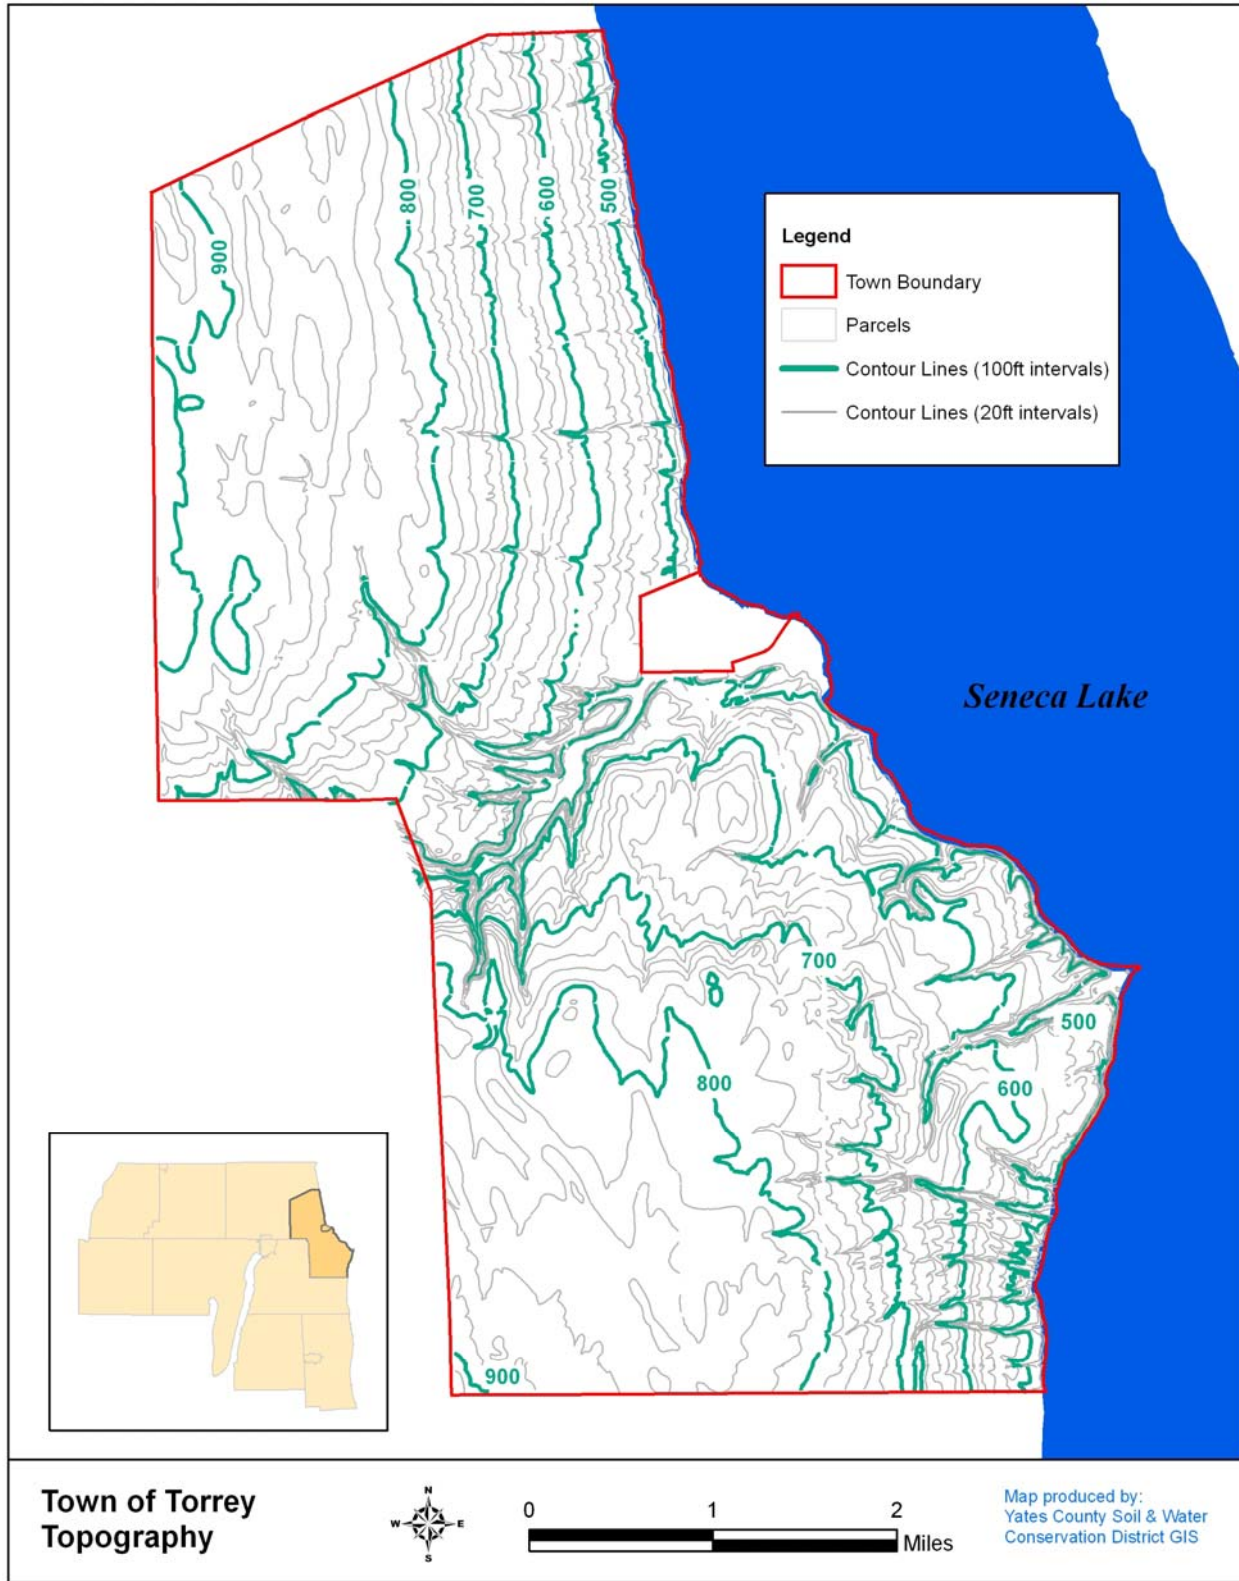 800
700
600
500
900
Legend
Town Boundary
Parcels
Contour Lines (100ft intervals)
Contour Lines (20ft intervals)
Seneca Lake
700
500
800
600
900
Town of Torrey
Topography
N
W E
S
0 1 2
Miles
Map produced by:
Yates County Soil & Water
Conservation District GIS